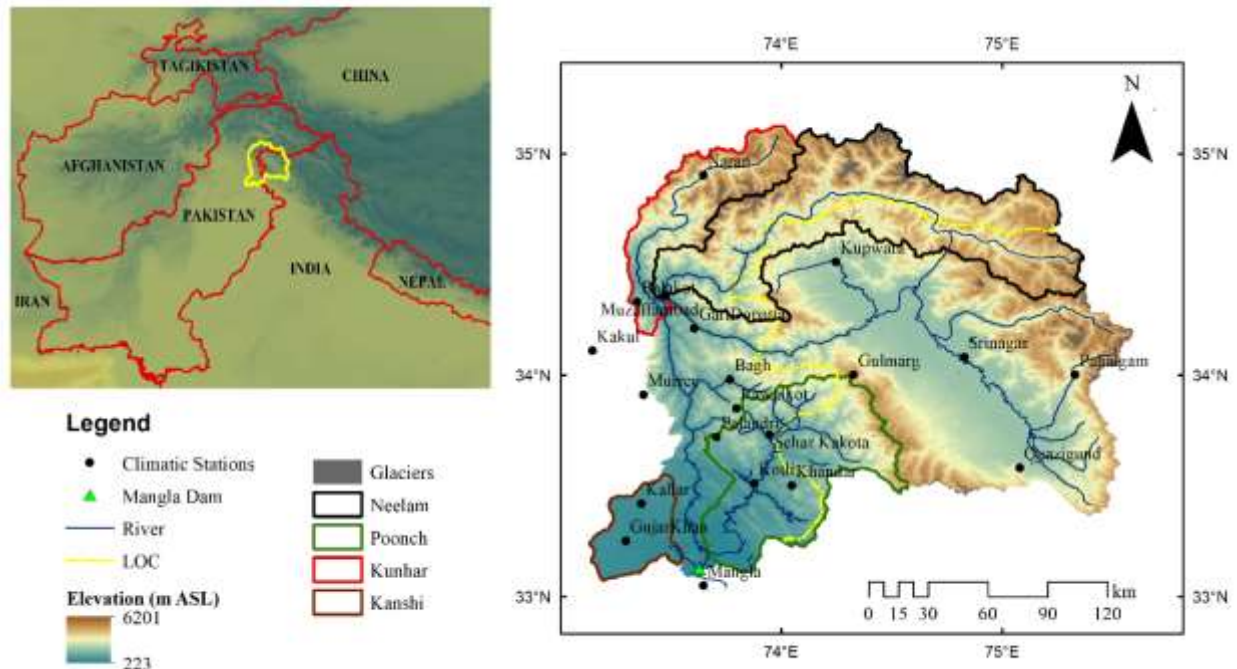 TAGIKISTAN
CHINA
AFGHANISTAN
PAKISTAN
INDIA
NEPAL
IRAN
Legend
Climatic Stations
Mangla Dam
River
LOC
Elevation (m ASL)
6201
223
Glaciers
Neelam
Poonch
Kunhar
Kanshi
74°E
75°E
N
35°N
35°N
Naran
Kupwara
Muzaffarabad
Kakul
Srinagar
Pahalgam
34°N
34°N
Bagh
Gulmarg
Murree
Sehar Kakota
Kotli
Khandar
Qazigund
Kallar
GujarKhan
Mangla
33°N
33°N
km
0 15 30 60 90 120
74°E
75°E